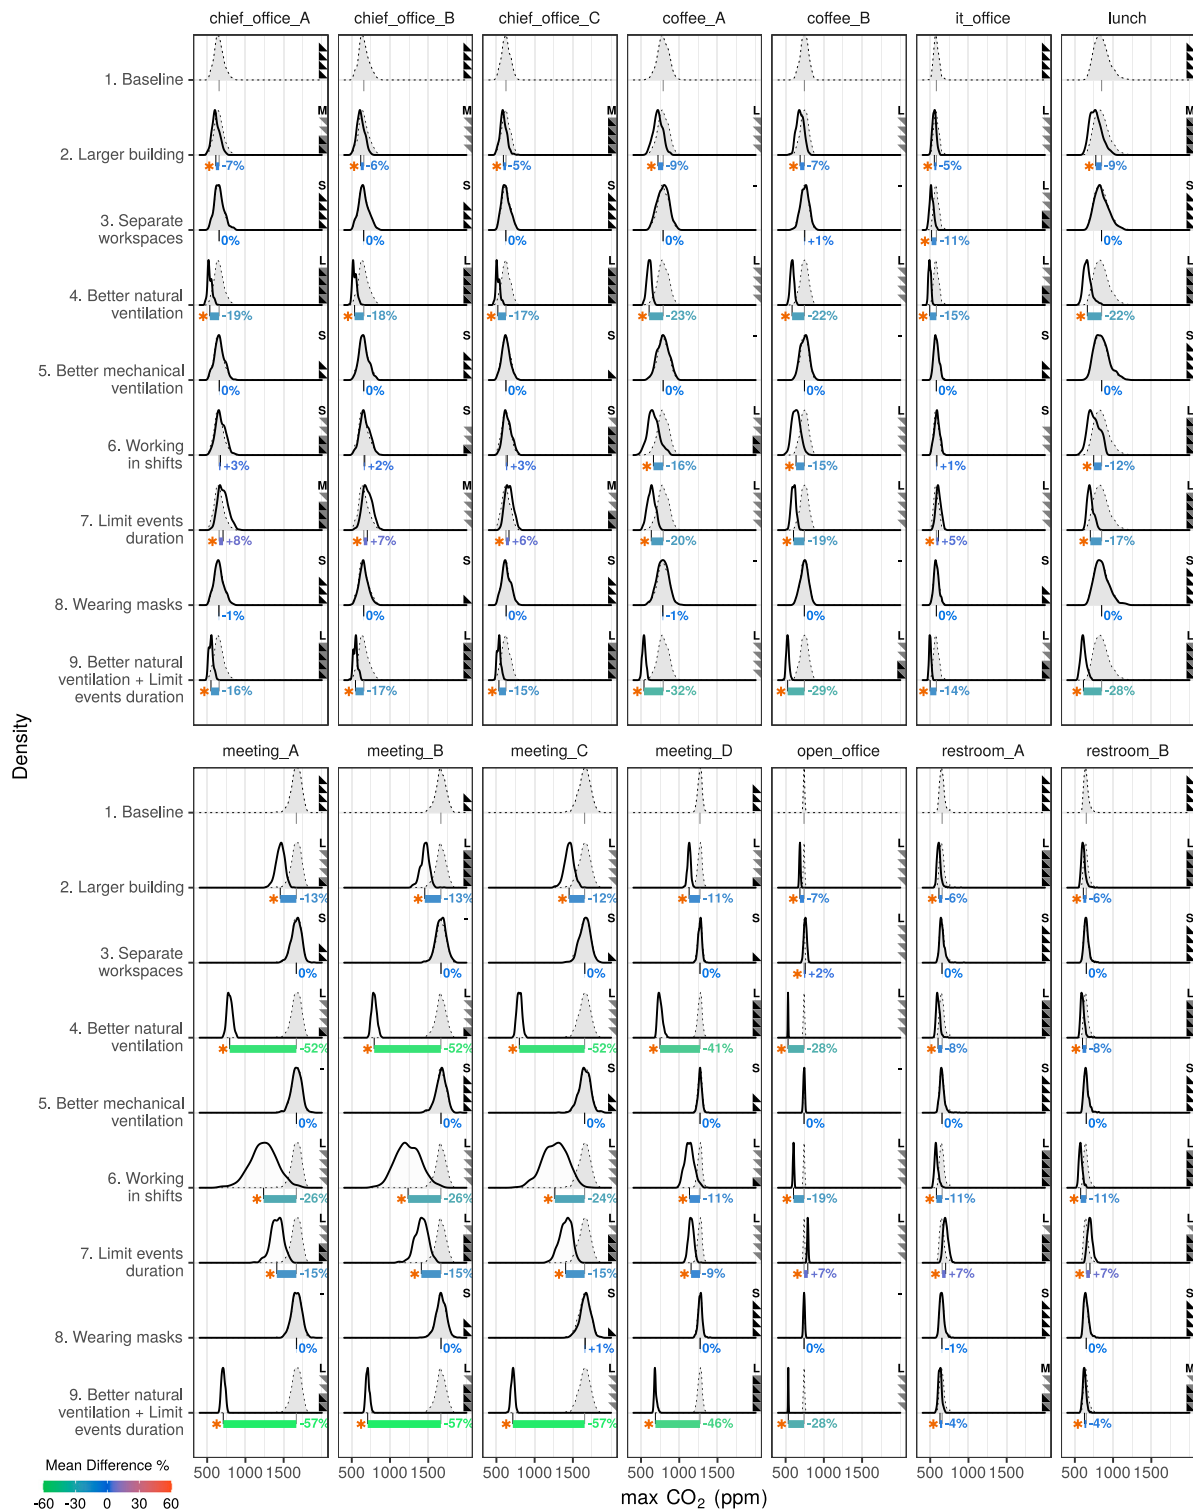 chief_office_A chief_office_B chief_office_C coffee_A coffee_B it_office lunch
1. Baseline
M M M L L L M
2. Larger building
-7% -6% -5% -9% -7% -5% -9%
S S S - - L S
3. Separate
workspaces
0% 0% 0% 0% +1% -11% 0%
L L L L L L L
4. Better natural
ventilation
-19% -18% -17% -23% -22% -15% -22%
S S S - - S S
5. Better mechanical
ventilation
0% 0% 0% 0% 0% 0% 0%
S S S L L S L
6. Working
in shifts
+3% +2% +3% -16% -15% +1% -12%
M M M L L L L
7. Limit events
duration
+8% +7% +6% -20% -19% +5% -17%
S S S - - S S
8. Wearing masks
-1% 0% 0% -1% 0% 0% 0%
L L L L L L L
9. Better natural
ventilation + Limit
events duration
-16% -17% -15% -32% -29% -14% -28%
Density
meeting_A meeting_B meeting_C meeting_D open_office restroom_A restroom_B
1. Baseline
L L L L L L L
2. Larger building
-13% -13% -12% -11% -7% -6% -6%
S - S S L S S
3. Separate
workspaces
0% 0% 0% 0% +2% 0% 0%
L L L L L L L
4. Better natural
ventilation
-52% -52% -52% -41% -28% -8% -8%
- S S S - S S
5. Better mechanical
ventilation
0% 0% 0% 0% 0% 0% 0%
L L L L L L L
6. Working
in shifts
-26% -26% -24% -11% -19% -11% -11%
L L L L L L L
7. Limit events
duration
-15% -15% -15% -9% +7% +7% +7%
- S S S - S S
8. Wearing masks
0% 0% +1% 0% 0% -1% 0%
L L L L L M M
9. Better natural
ventilation + Limit
events duration
-57% -57% -57% -46% -28% -4% -4%
Mean Difference %
-60 -30 0 30 60
500 1000 1500 500 1000 1500 500 1000 1500 500 1000 1500 500 1000 1500 500 1000 1500 500 1000 1500
max CO₂ (ppm)